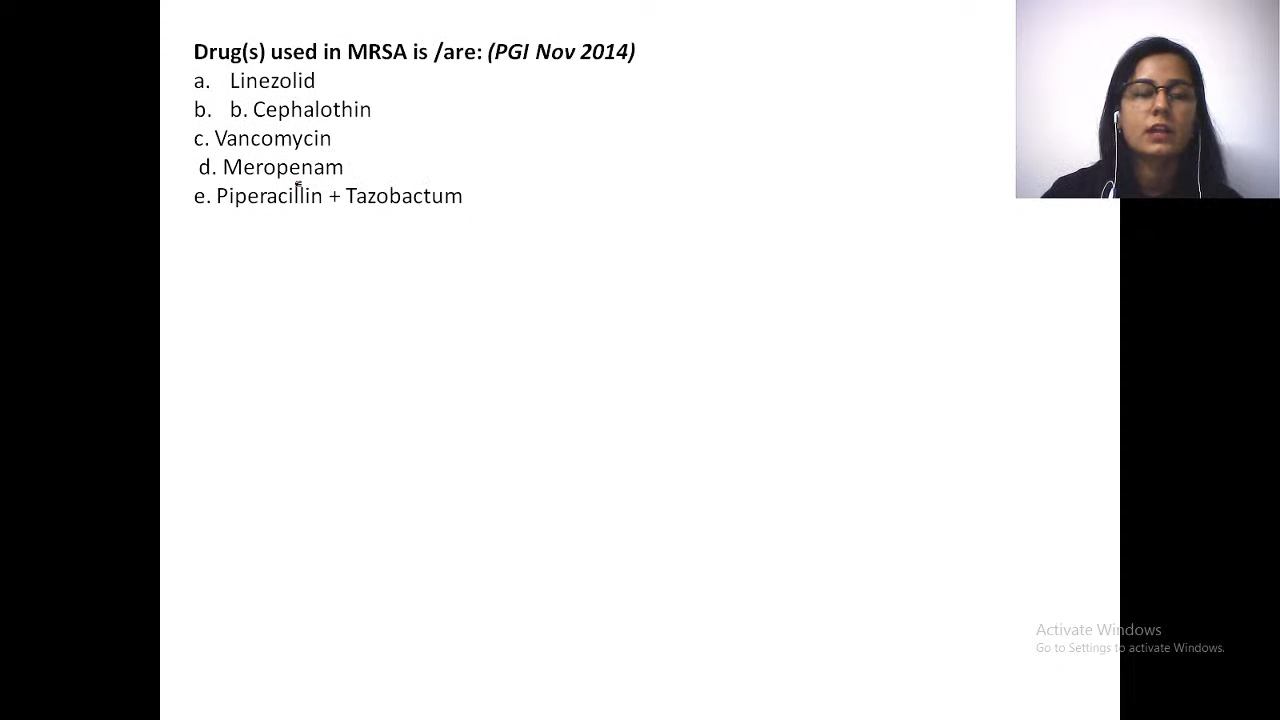 Drug(s) used in MRSA is /are: (PGI Nov 2014)
a. Linezolid
b. b. Cephalothin
c. Vancomycin
d. Meropenam
e. Piperacillin + Tazobactum
Activate Windows
Go to Settings to activate Windows.